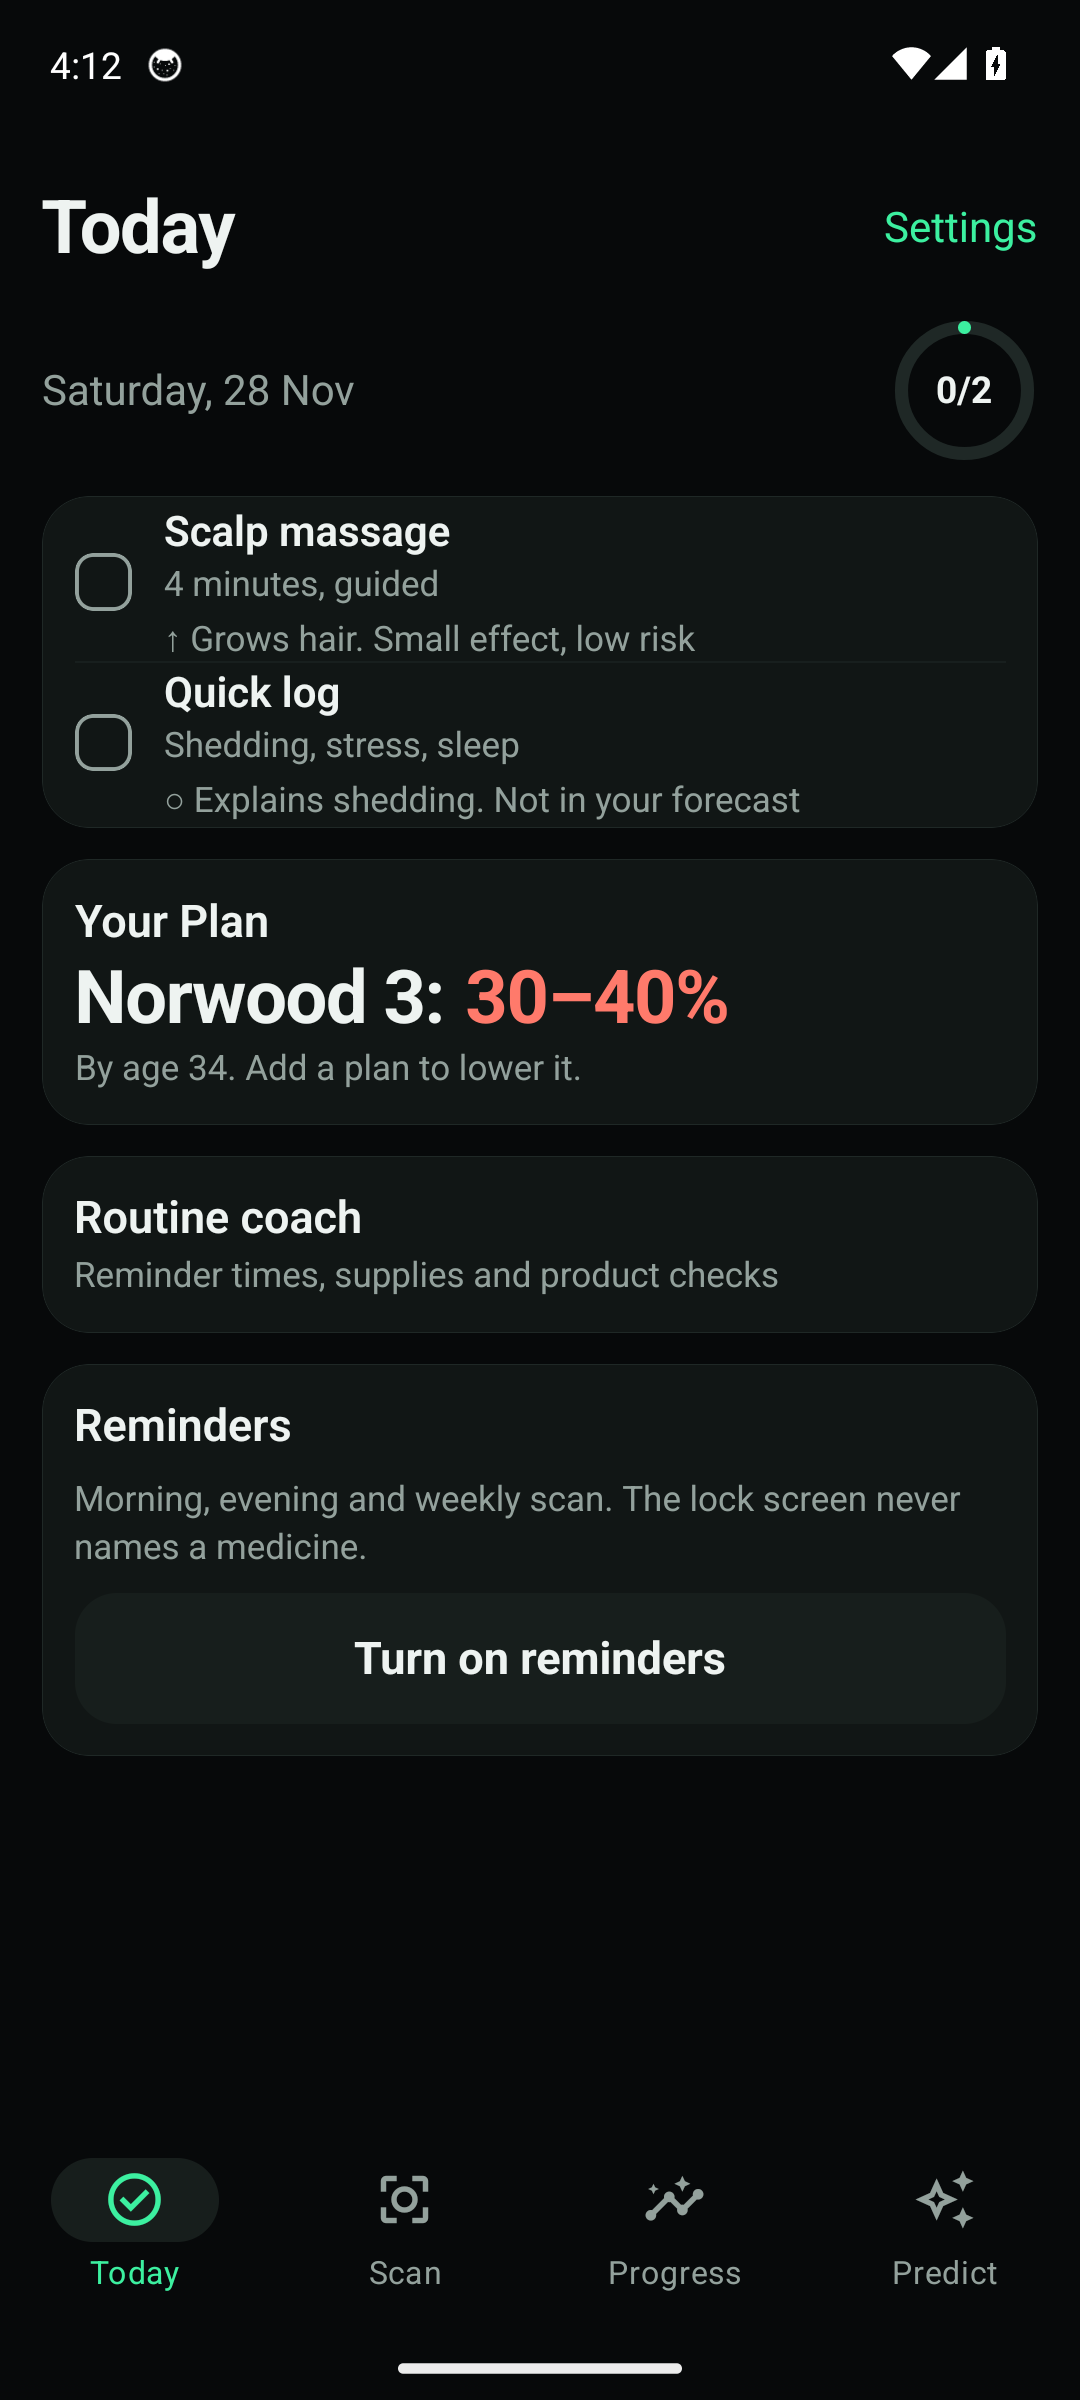 4:12
Today
Settings
Saturday, 28 Nov
0/2
Scalp massage
4 minutes, guided
↑ Grows hair. Small effect, low risk
Quick log
Shedding, stress, sleep
○ Explains shedding. Not in your forecast
Your Plan
Norwood 3: 30–40%
By age 34. Add a plan to lower it.
Routine coach
Reminder times, supplies and product checks
Reminders
Morning, evening and weekly scan. The lock screen never
names a medicine.
Turn on reminders
Today
Scan
Progress
Predict